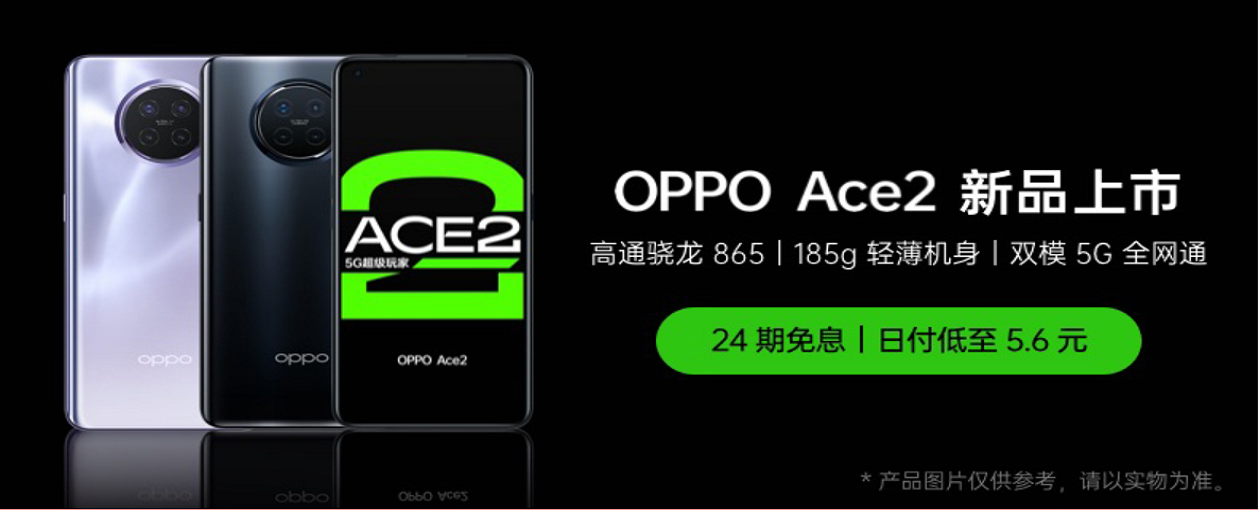 OPPO Ace2 新品上市
高通骁龙 865 | 185g 轻薄机身 | 双模 5G 全网通
24 期免息 | 日付低至 5.6 元
ACE2
5G超级玩家
OPPO Ace2
oppo
oppo
* 产品图片仅供参考，请以实物为准。